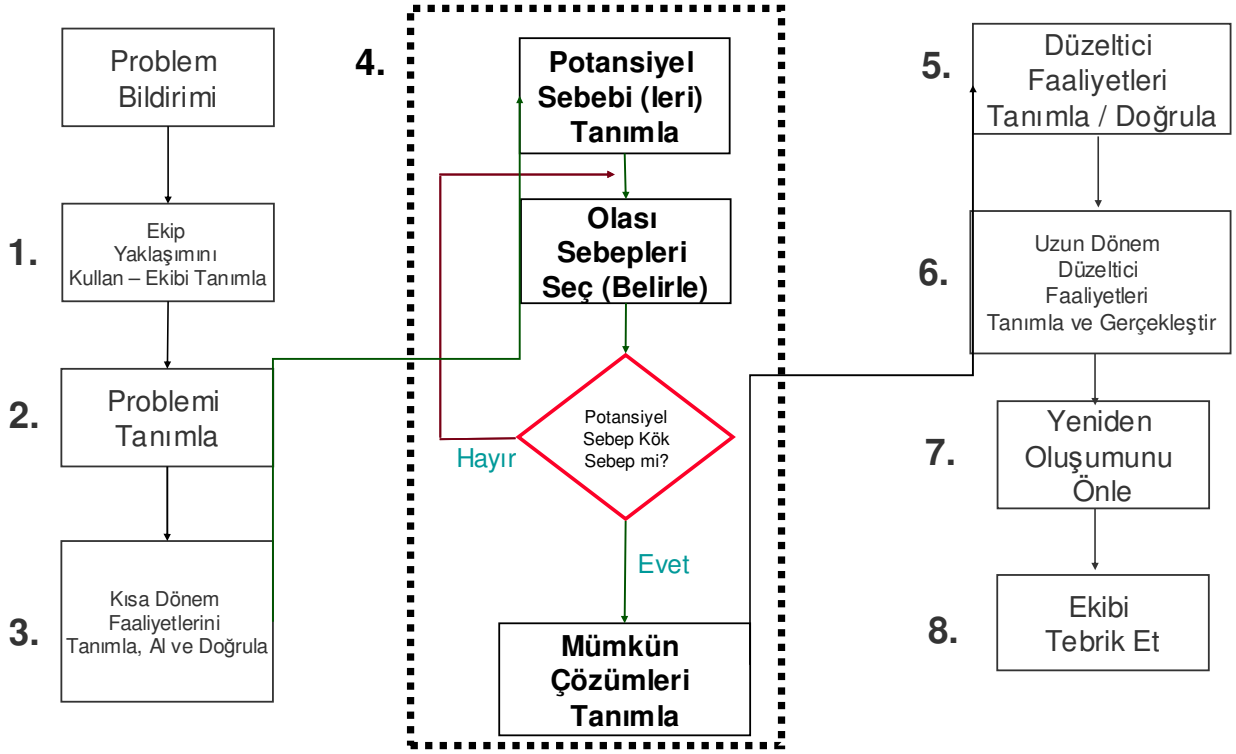 Problem
Bildirimi
1.
Ekip
Yaklaşımını
Kullan – Ekibi Tanımla
2.
Problemi
Tanımla
3.
Kısa Dönem
Faaliyetlerini
Tanımla, Al ve Doğrula
4.
Potansiyel
Sebebi (leri)
Tanımla
Olası
Sebepleri
Seç (Belirle)
Potansiyel
Sebep Kök
Sebep mi?
Hayır
Evet
Mümkün
Çözümleri
Tanımla
5.
Düzeltici
Faaliyetleri
Tanımla / Doğrula
6.
Uzun Dönem
Düzeltici
Faaliyetleri
Tanımla ve Gerçekleştir
7.
Yeniden
Oluşumunu
Önle
8.
Ekibi
Tebrik Et